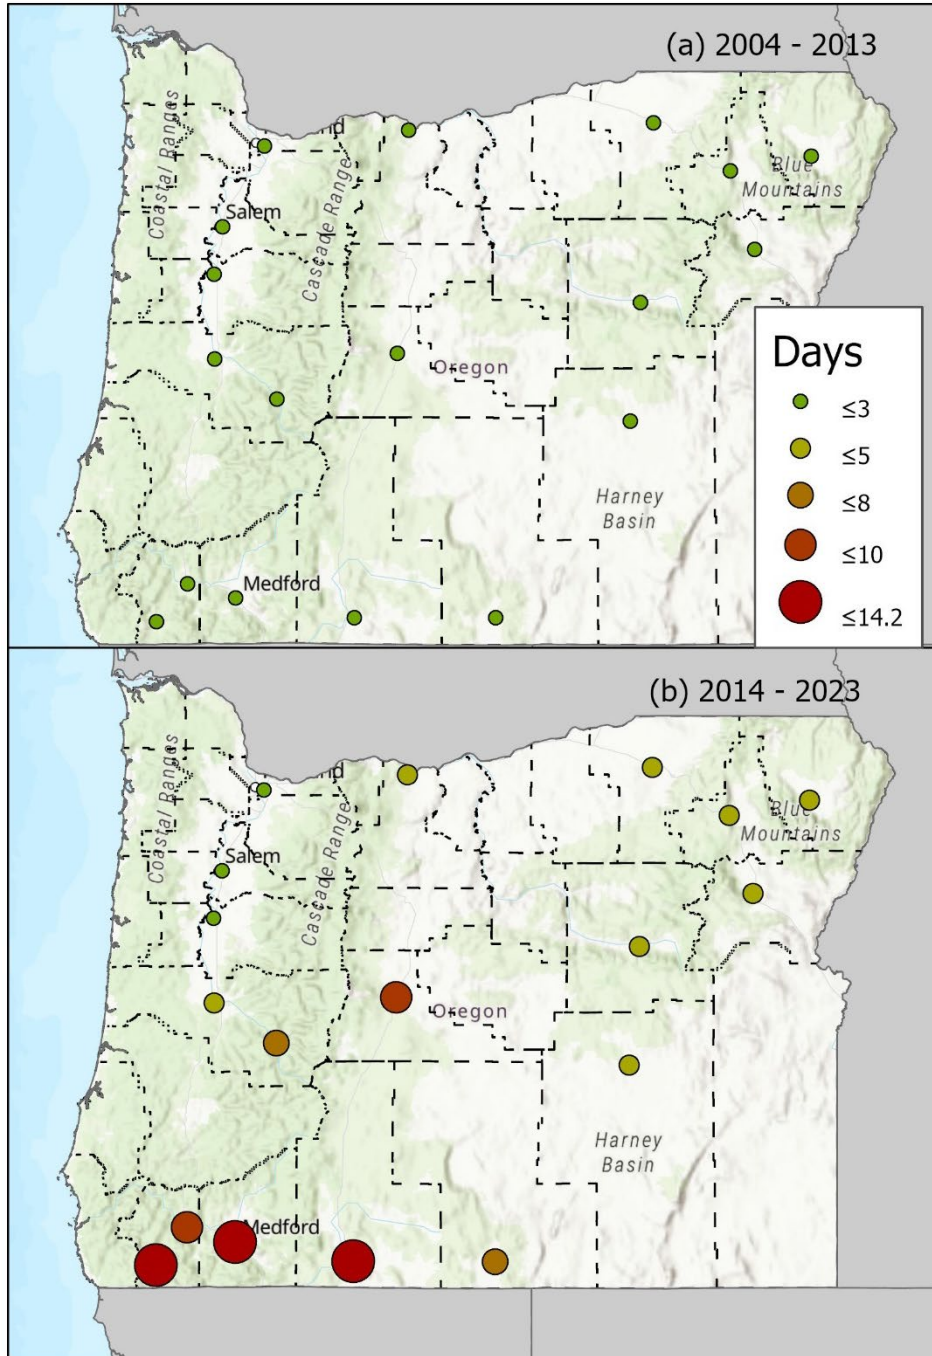 (a) 2004 - 2013
Coastal Ranges
Cascade Range
Blue
Mountains
Salem
Oregon
Harney
Basin
Medford
Days
≤3
≤5
≤8
≤10
≤14.2
(b) 2014 - 2023
Coastal Ranges
Cascade Range
Blue
Mountains
Salem
Oregon
Harney
Basin
Medford